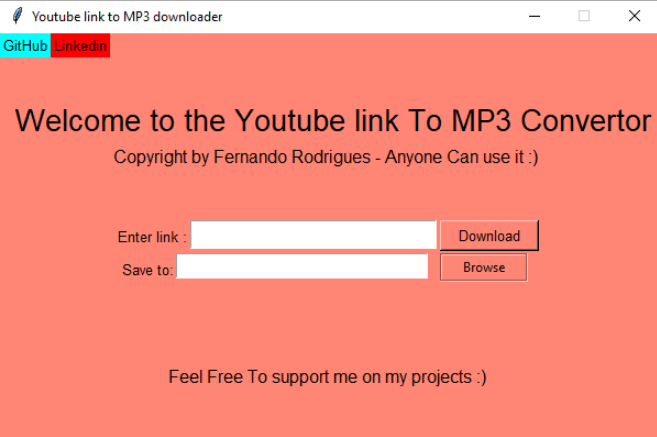 Youtube link to MP3 downloader
GitHub Linkedin
Welcome to the Youtube link To MP3 Convertor
Copyright by Fernando Rodrigues - Anyone Can use it :)
Enter link : Download
Save to: Browse
Feel Free To support me on my projects :)